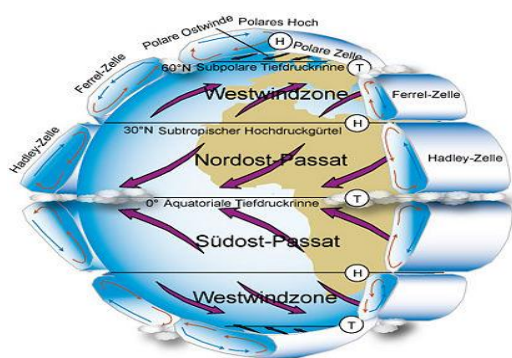 Polares Hoch
Polare Ostwinde
H
Polare Zelle
T
60°N Subpolare Tiefdruckrinne
Ferrel-Zelle
Westwindzone
Ferrel-Zelle
H
30°N Subtropischer Hochdruckgürtel
Hadley-Zelle
Nordost-Passat
Hadley-Zelle
T
0° Äquatoriale Tiefdruckrinne
Südost-Passat
H
Westwindzone
T